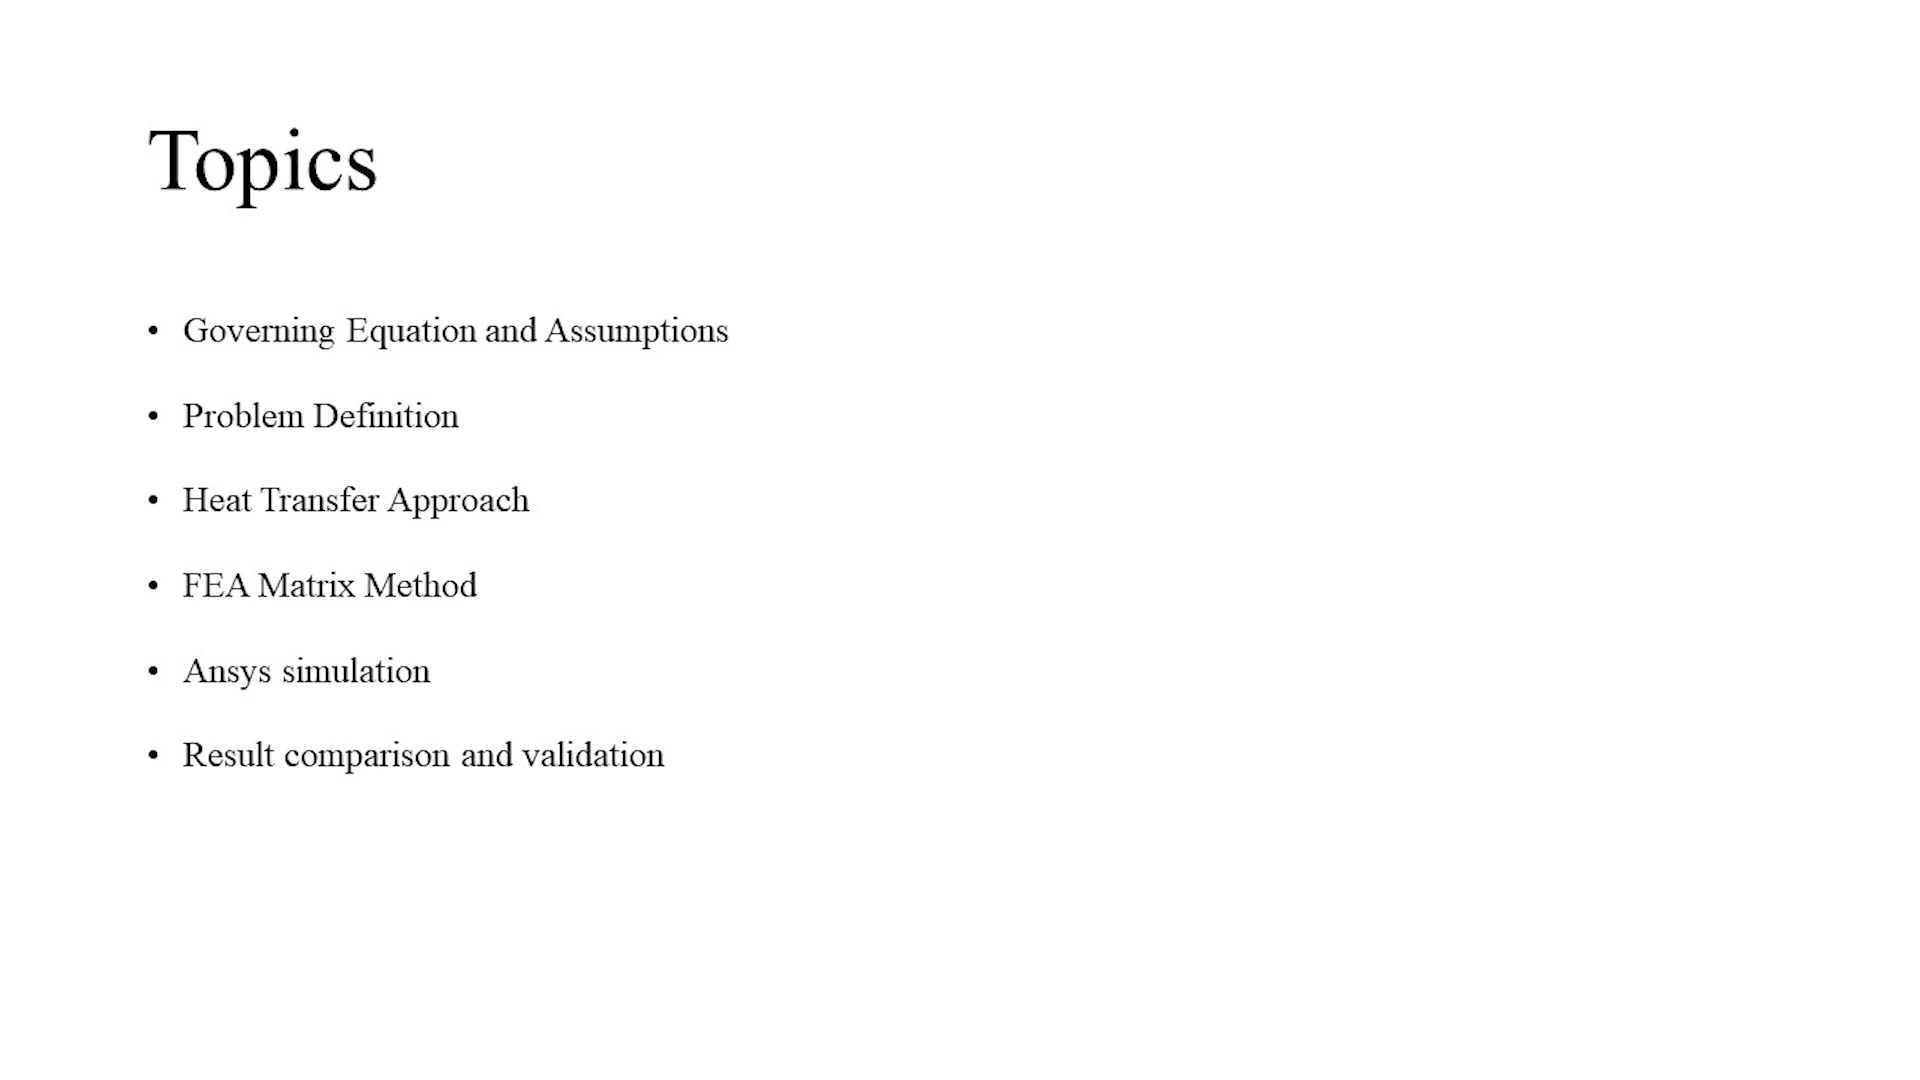 Topics
• Governing Equation and Assumptions
• Problem Definition
• Heat Transfer Approach
• FEA Matrix Method
• Ansys simulation
• Result comparison and validation